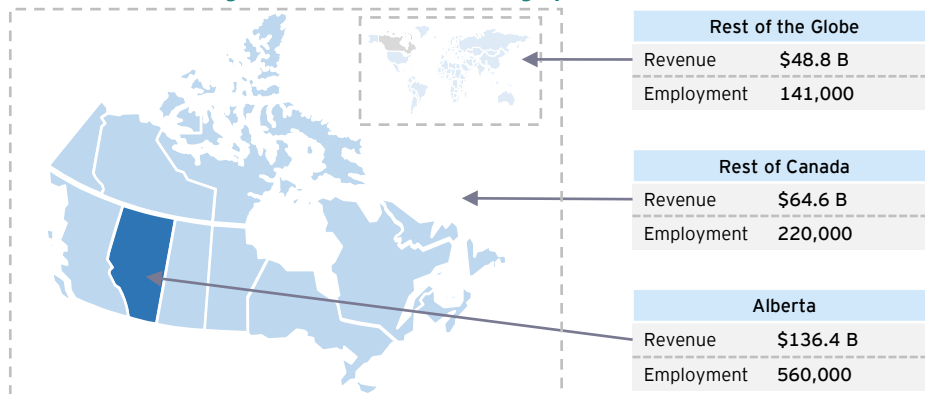 Rest of the Globe
Revenue $48.8 B
Employment 141,000
Rest of Canada
Revenue $64.6 B
Employment 220,000
Alberta
Revenue $136.4 B
Employment 560,000